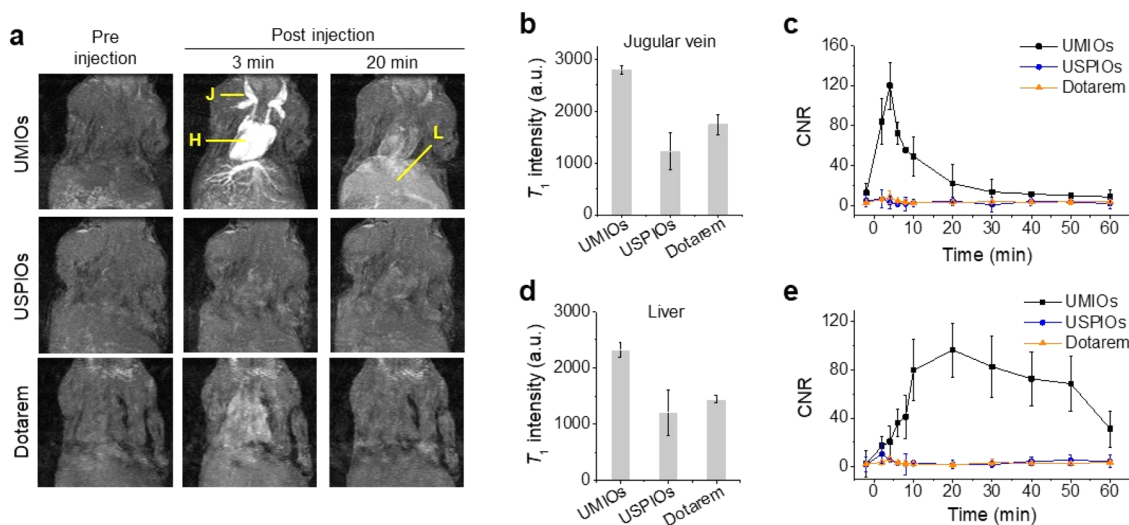 a
Pre
injection
Post injection
3 min
20 min
UMIOs
J
H
L
USPIOs
Dotarem
b
Jugular vein
T1 intensity (a.u.)
3000
2000
1000
0
UMIOs
USPIOs
Dotarem
c
UMIOs
USPIOs
Dotarem
CNR
160
120
80
40
0
0 10 20 30 40 50 60
Time (min)
d
Liver
T1 intensity (a.u.)
3000
2000
1000
0
UMIOs
USPIOs
Dotarem
e
UMIOs
USPIOs
Dotarem
CNR
120
80
40
0
0 10 20 30 40 50 60
Time (min)